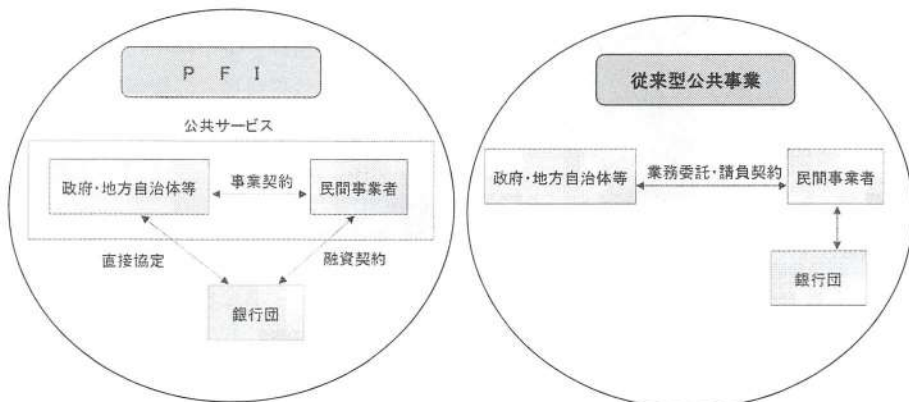 P F I
公共サービス
政府・地方自治体等
事業契約
民間事業者
直接協定
融資契約
銀行団
従来型公共事業
政府・地方自治体等
業務委託・請負契約
民間事業者
銀行団